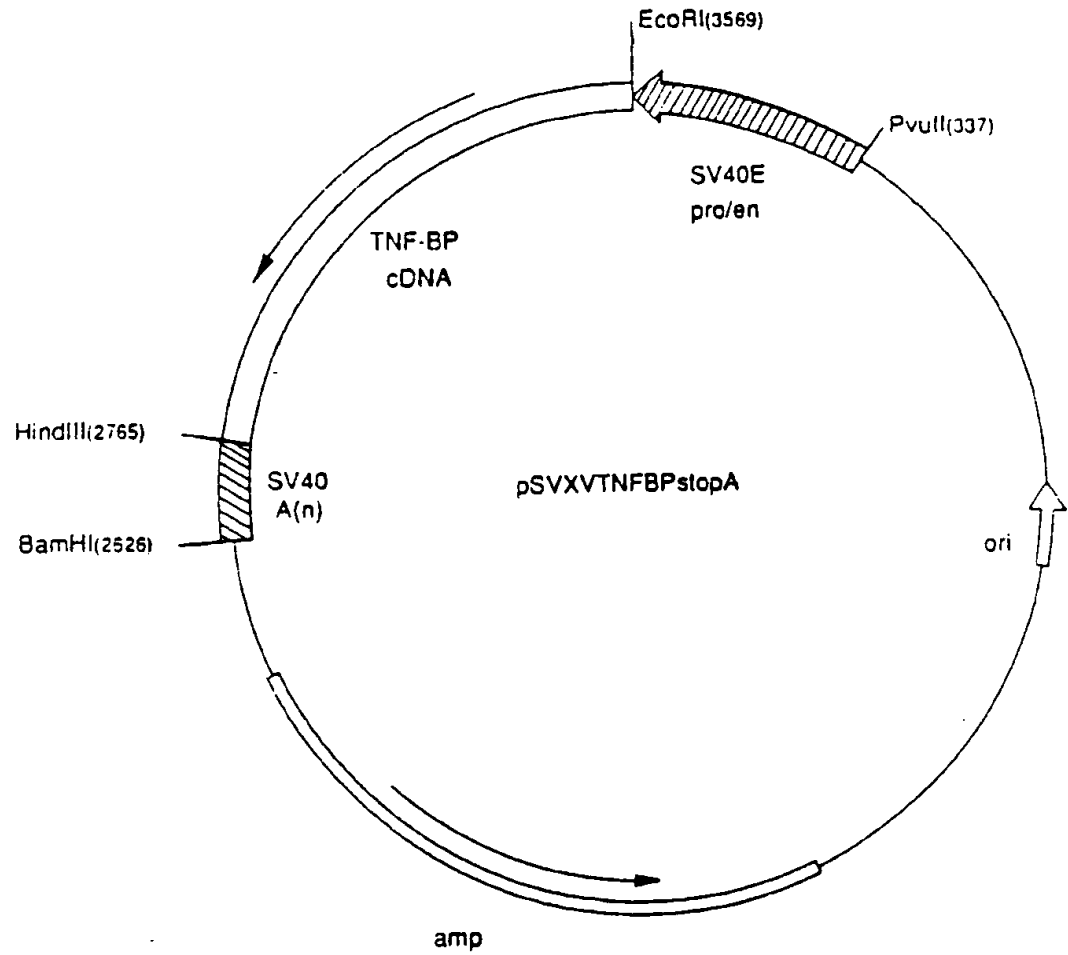 EcoRI(3569)
PvuII(337)
SV40E
pro/en
TNF-BP
cDNA
HindIII(2765)
SV40
A(n)
pSVXVTNFBPstopA
BamHI(2526)
ori
amp